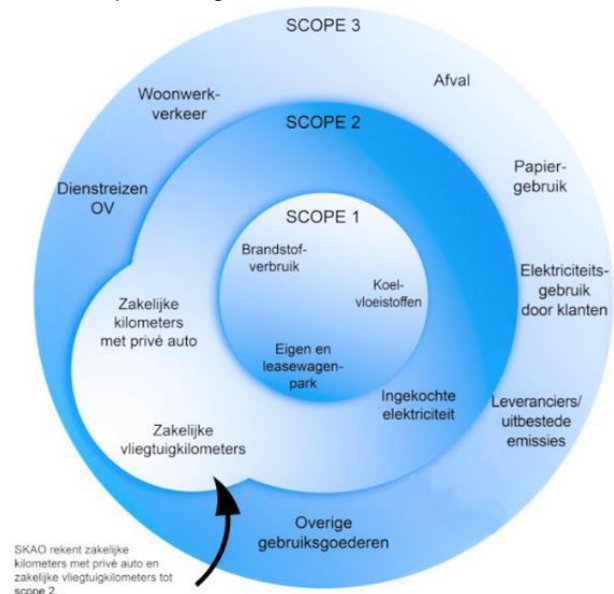 SCOPE 3
Afval
Woonwerk-
verkeer
SCOPE 2
Papier-
gebruik
Dienstreizen
OV
SCOPE 1
Brandstof-
verbruik
Koel-
vloeistoffen
Elektriciteits-
gebruik
door klanten
Zakelijke
kilometers
met privé auto
Eigen en
leasewagen-
park
Ingekochte
elektriciteit
Leveranciers/
uitbestede
emissies
Zakelijke
vliegtuigkilometers
Overige
gebruiksgoederen
SKAO rekent zakelijke
kilometers met privé auto en
zakelijke vliegtuigkilometers tot
scope 2.